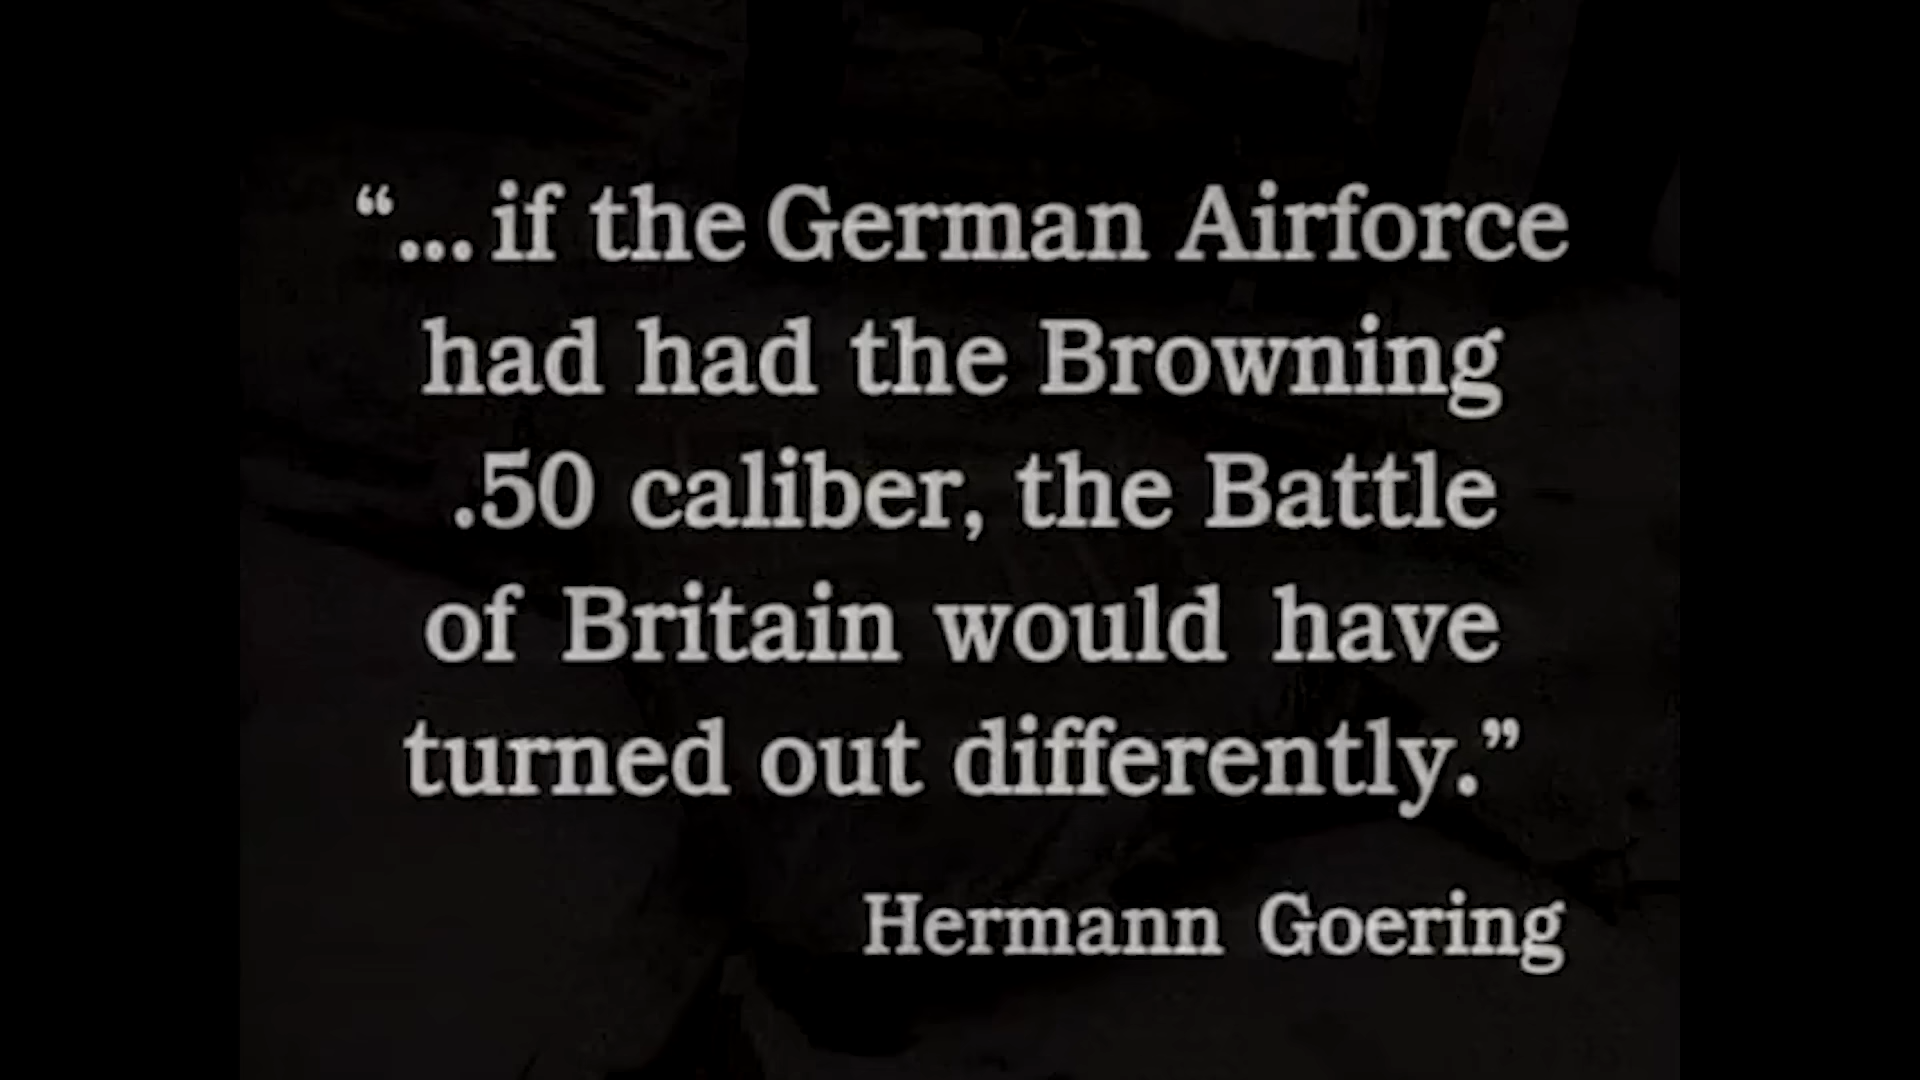 “... if the German Airforce
had had the Browning
.50 caliber, the Battle
of Britain would have
turned out differently.”
Hermann Goering